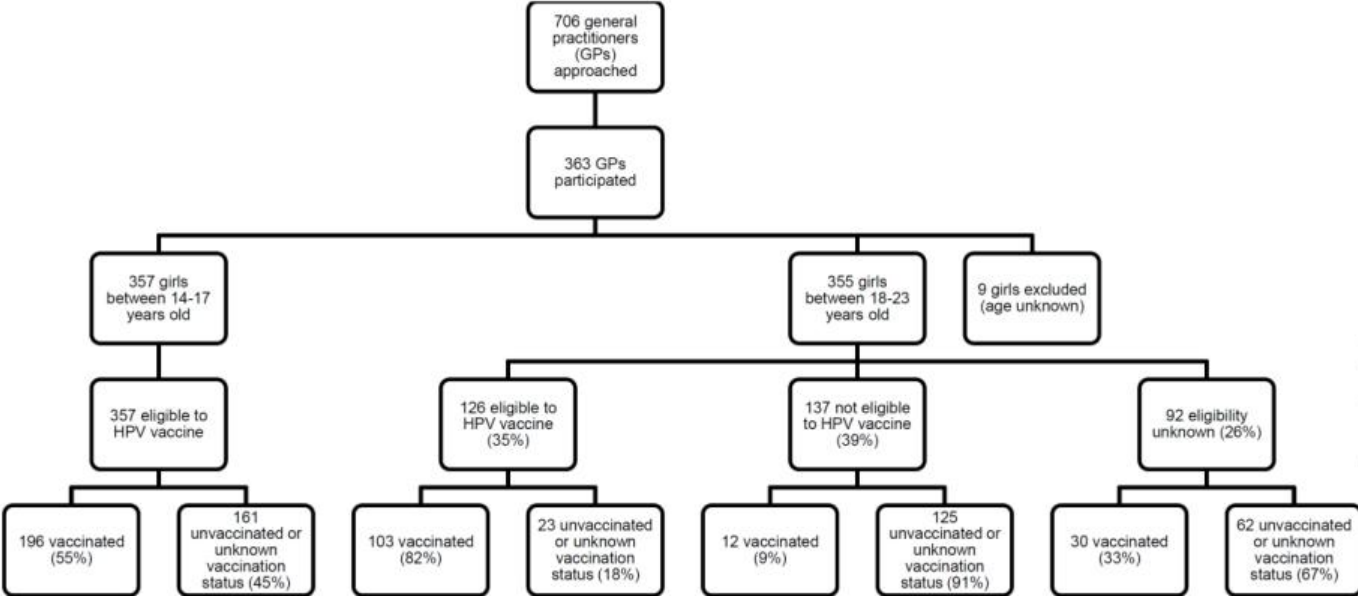 706 general
practitioners
(GPs)
approached
363 GPs
participated
357 girls
between 14-17
years old
355 girls
between 18-23
years old
9 girls excluded
(age unknown)
357 eligible to
HPV vaccine
126 eligible to
HPV vaccine
(35%)
137 not eligible
to HPV vaccine
(39%)
92 eligibility
unknown (26%)
196 vaccinated
(55%)
161
unvaccinated or
unknown
vaccination
status (45%)
103 vaccinated
(82%)
23 unvaccinated
or unknown
vaccination
status (18%)
12 vaccinated
(9%)
125
unvaccinated or
unknown
vaccination
status (91%)
30 vaccinated
(33%)
62 unvaccinated
or unknown
vaccination
status (67%)